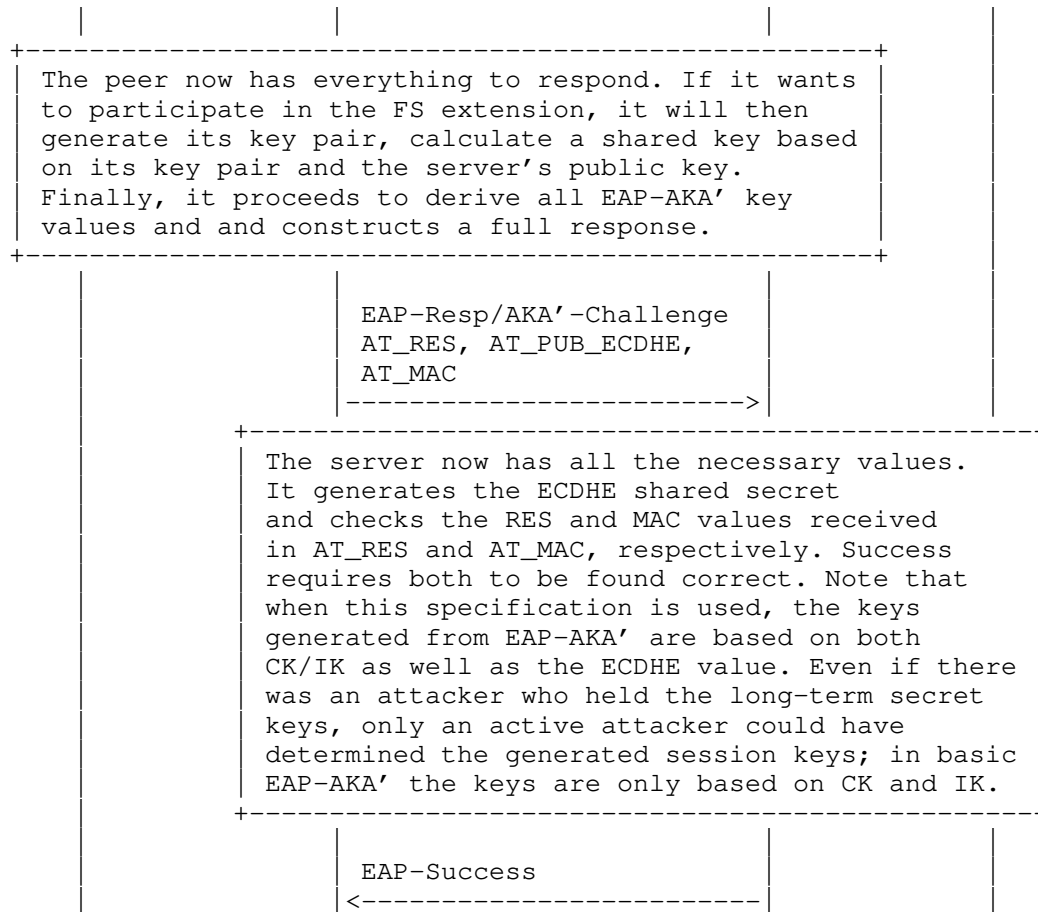 The peer now has everything to respond. If it wants
to participate in the FS extension, it will then
generate its key pair, calculate a shared key based
on its key pair and the server's public key.
Finally, it proceeds to derive all EAP-AKA' key
values and and constructs a full response.
EAP-Resp/AKA'-Challenge
AT_RES, AT_PUB_ECDHE,
AT_MAC
The server now has all the necessary values.
It generates the ECDHE shared secret
and checks the RES and MAC values received
in AT_RES and AT_MAC, respectively. Success
requires both to be found correct. Note that
when this specification is used, the keys
generated from EAP-AKA' are based on both
CK/IK as well as the ECDHE value. Even if there
was an attacker who held the long-term secret
keys, only an active attacker could have
determined the generated session keys; in basic
EAP-AKA' the keys are only based on CK and IK.
EAP-Success